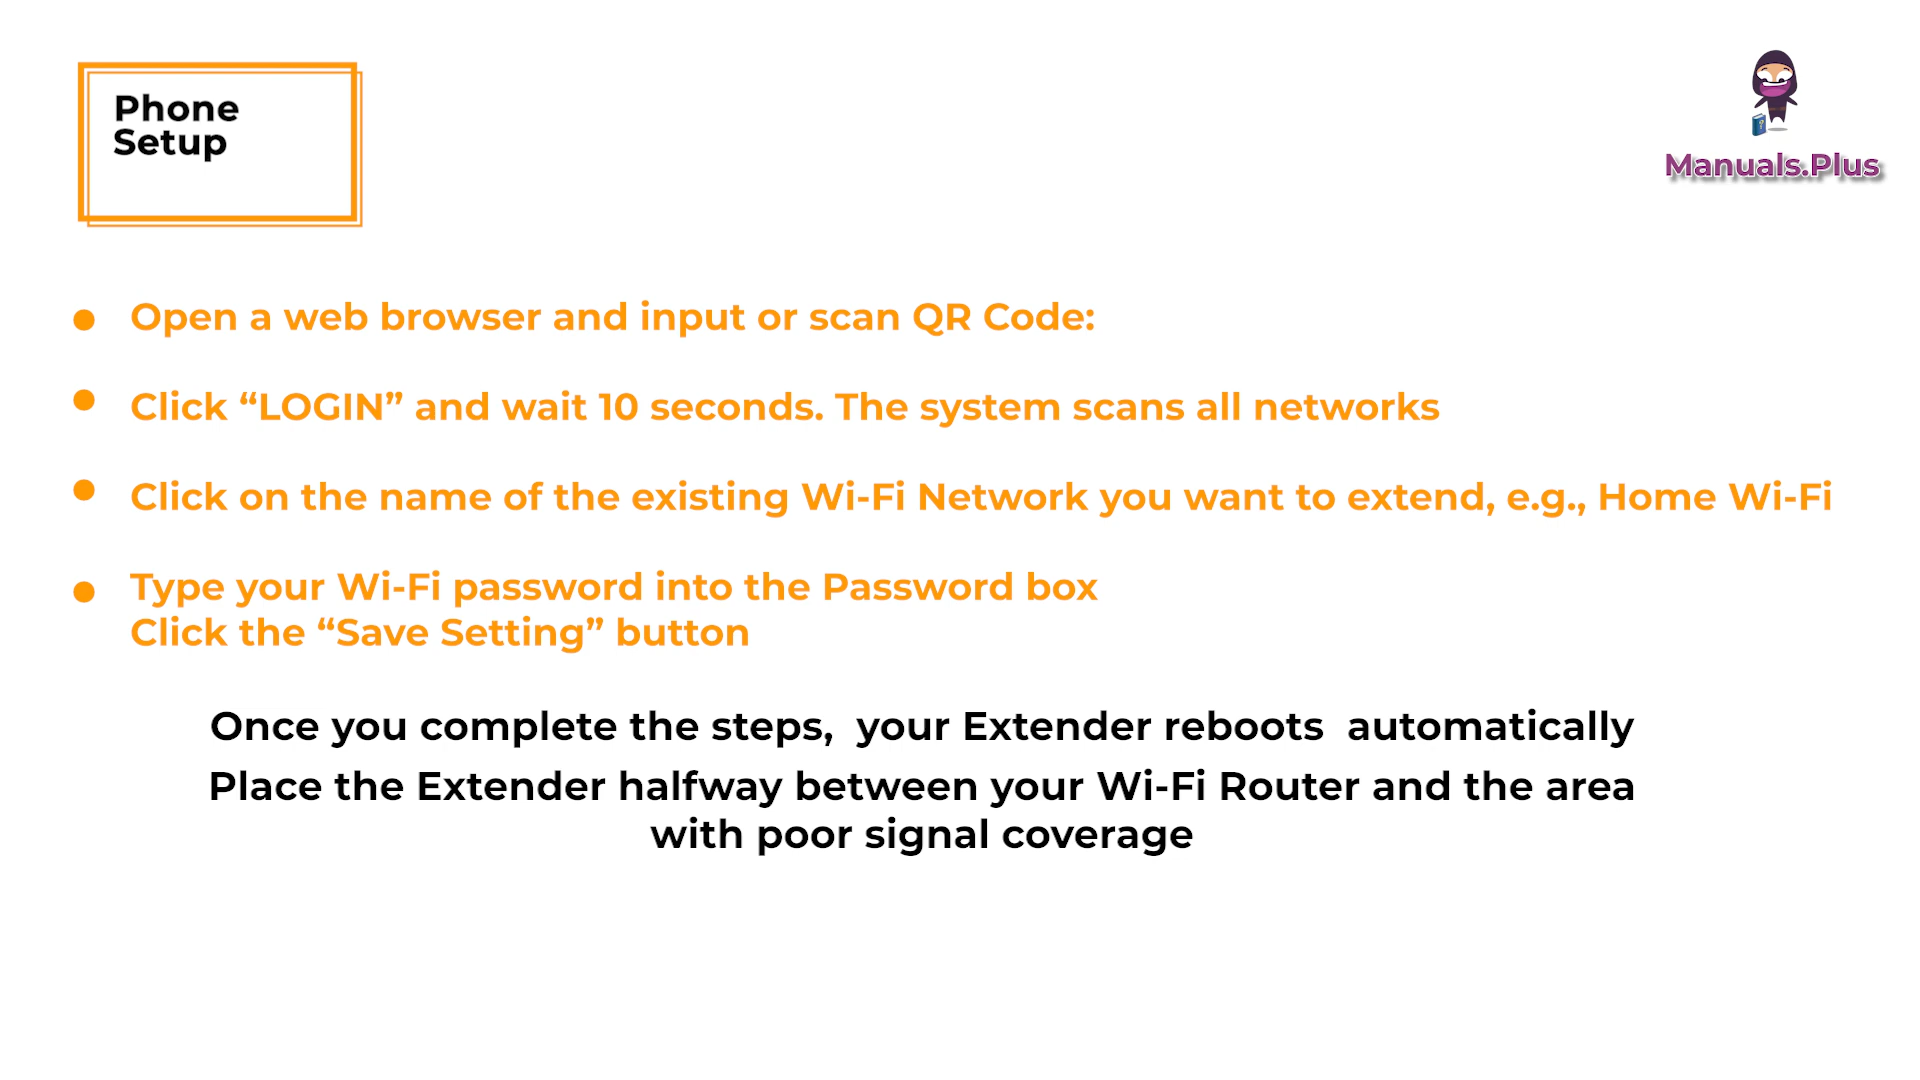 Phone
Setup
Manuals.Plus
Open a web browser and input or scan QR Code:
Click “LOGIN” and wait 10 seconds. The system scans all networks
Click on the name of the existing Wi-Fi Network you want to extend, e.g., Home Wi-Fi
Type your Wi-Fi password into the Password box
Click the “Save Setting” button
Once you complete the steps, your Extender reboots automatically
Place the Extender halfway between your Wi-Fi Router and the area
with poor signal coverage